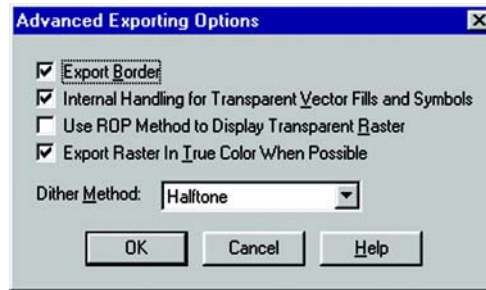 Advanced Exporting Options
Export Border
Internal Handling for Transparent Vector Fills and Symbols
Use ROP Method to Display Transparent Raster
Export Raster In True Color When Possible
Dither Method: Halftone
OK Cancel Help